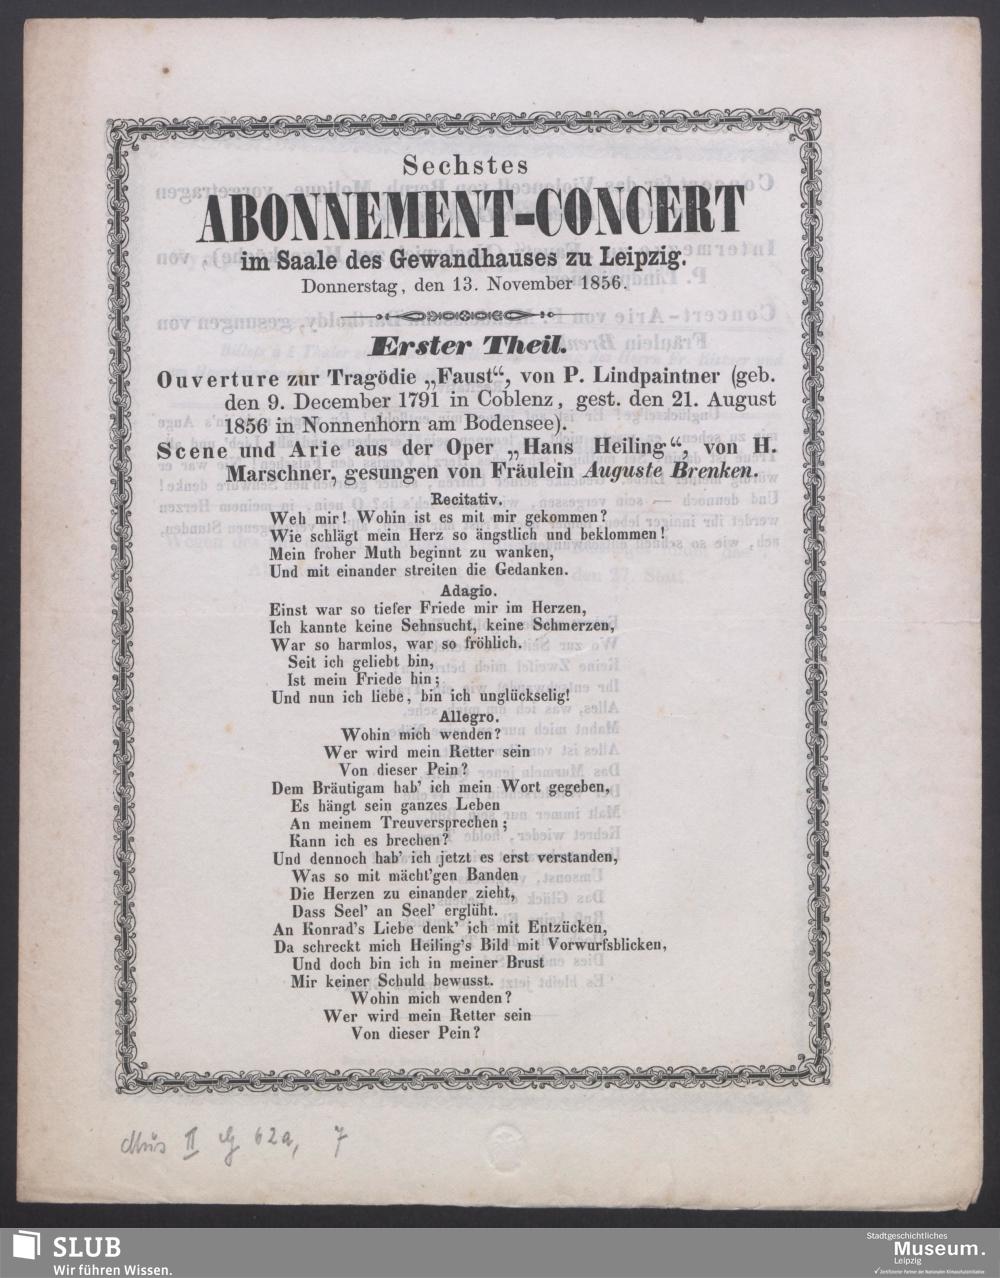 Sechstes
ABONNEMENT-CONCERT
im Saale des Gewandhauses zu Leipzig.
Donnerstag, den 13. November 1856.
Erster Theil.
Ouverture zur Tragödie „Faust“, von P. Lindpaintner (geb.
den 9. December 1791 in Coblenz, gest. den 21. August
1856 in Nonnenhorn am Bodensee).
Scene und Arie aus der Oper „Hans Heiling“, von H.
Marschner, gesungen von Fräulein Auguste Brenken.
Recitativ.
Weh mir! Wohin ist es mit mir gekommen?
Wie schlägt mein Herz so ängstlich und beklommen!
Mein froher Muth beginnt zu wanken,
Und mit einander streiten die Gedanken.
Adagio.
Einst war so tiefer Friede mir im Herzen,
Ich kannte keine Sehnsucht, keine Schmerzen,
War so harmlos, war so fröhlich.
Seit ich geliebt bin,
Ist mein Friede hin;
Und nun ich liebe, bin ich unglückselig!
Allegro.
Wohin mich wenden?
Wer wird mein Retter sein
Von dieser Pein?
Dem Bräutigam hab’ ich mein Wort gegeben,
Es hängt sein ganzes Leben
An meinem Treuversprechen;
Kann ich es brechen?
Und dennoch hab’ ich jetzt es erst verstanden,
Was so mit mächt’gen Banden
Die Herzen zu einander zieht,
Dass Seel’ an Seel’ erglüht.
An Konrad’s Liebe denk’ ich mit Entzücken,
Da schreckt mich Heiling’s Bild mit Vorwurfsblicken,
Und doch bin ich in meiner Brust
Mir keiner Schuld bewusst.
Wohin mich wenden?
Wer wird mein Retter sein
Von dieser Pein?
Mus II 62a, 7
SLUB
Wir führen Wissen.
Stadtgeschichtliches
Museum.
Leipzig
Zertifizierter Partner der Nationalen Klimaschutzinitiative